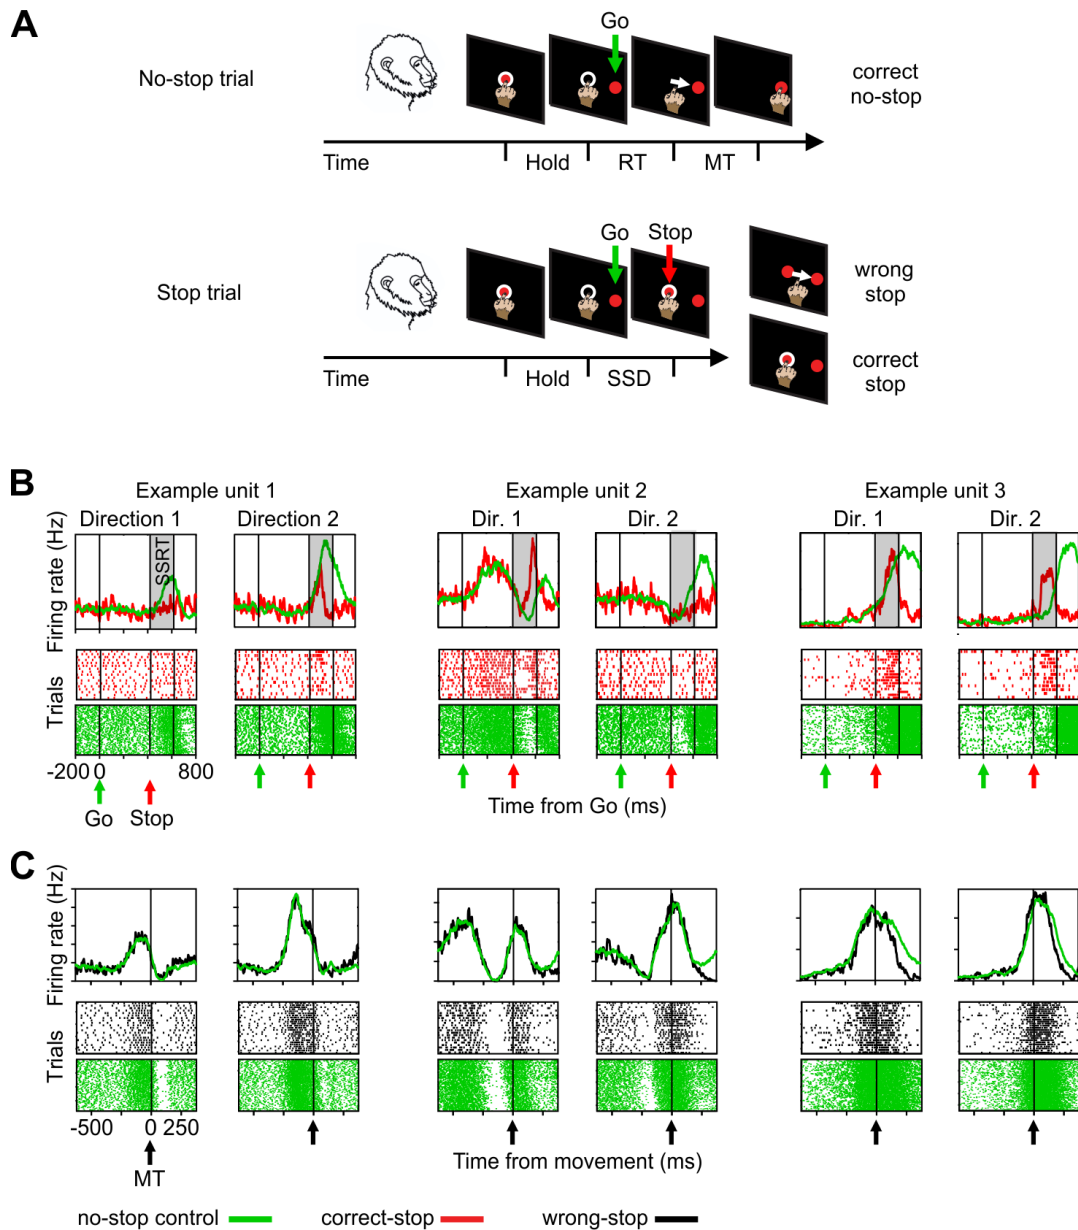 A
Go
No-stop trial
correct
no-stop
Time
Hold
RT
MT
Go
Stop
Stop trial
wrong
stop
correct
stop
Time
Hold
SSD
B
Example unit 1
Example unit 2
Example unit 3
Direction 1
Direction 2
Dir. 1
Dir. 2
Dir. 1
Dir. 2
Firing rate (Hz)
SSRT
Trials
-200 0 800
Go
Stop
Time from Go (ms)
C
Firing rate (Hz)
Trials
-500 0 250
MT
Time from movement (ms)
no-stop control
correct-stop
wrong-stop